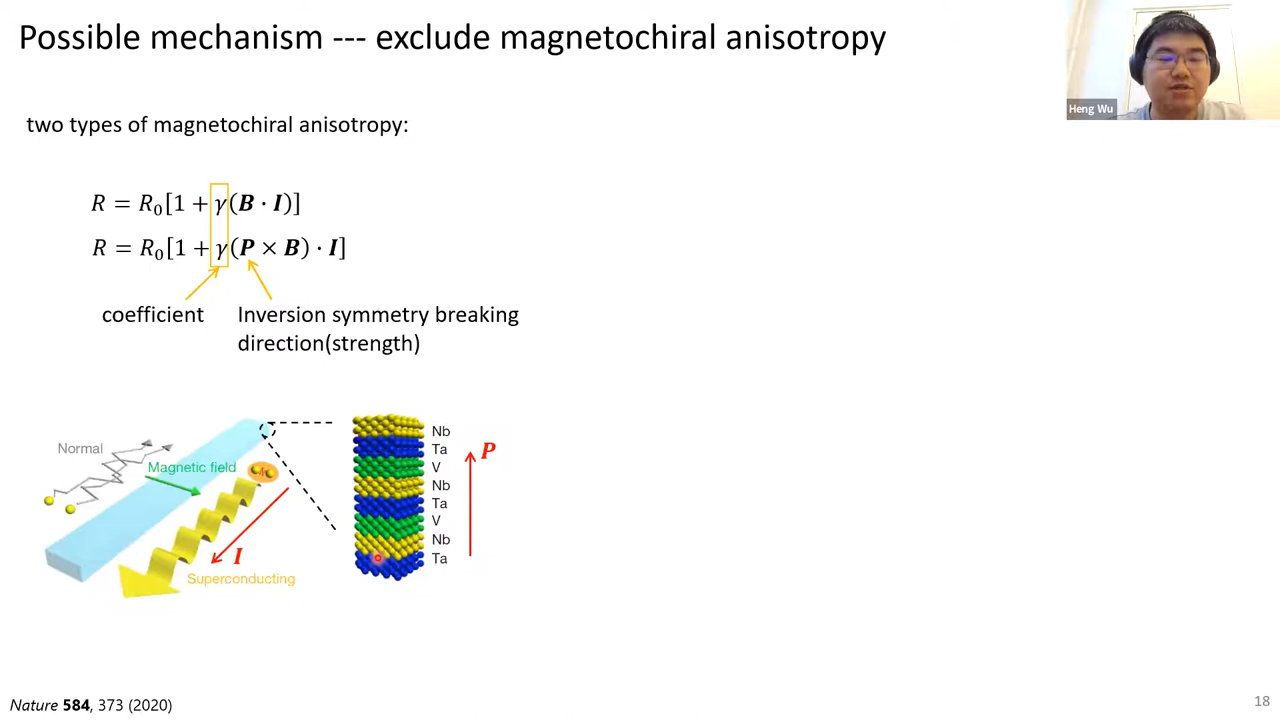 Possible mechanism --- exclude magnetochiral anisotropy
Heng Wu
two types of magnetochiral anisotropy:
R = R₀[1 + γ(B · I)]
R = R₀[1 + γ(P × B) · I]
coefficient
Inversion symmetry breaking
direction(strength)
Normal
Magnetic field
I
Superconducting
Nb
Ta
V
Nb
Ta
V
Nb
Ta
P
Nature 584, 373 (2020)
18